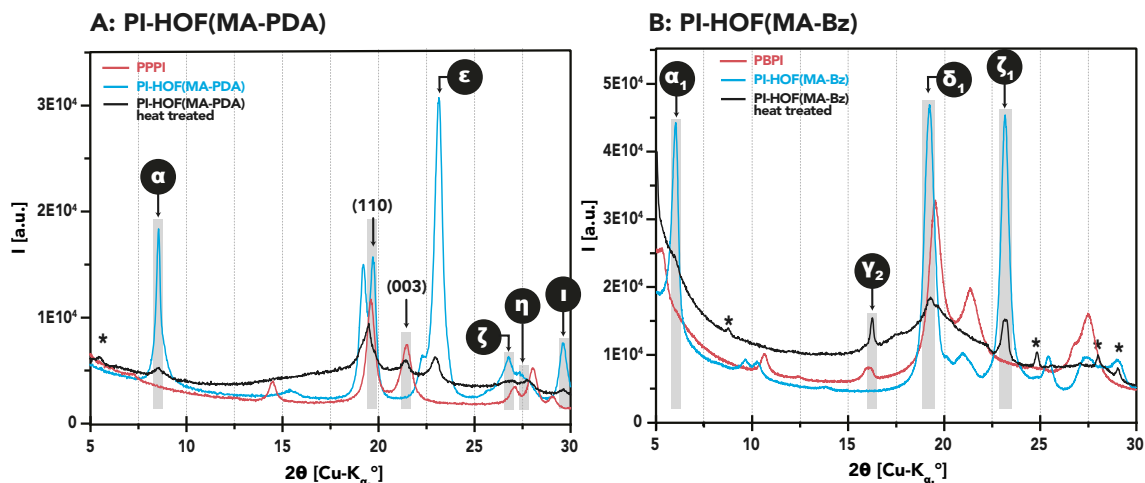 A: PI-HOF(MA-PDA)
PPPI
PI-HOF(MA-PDA)
PI-HOF(MA-PDA)
heat treated
ε
α
(110)
(003)
ζ
η
ι
*
3E10⁴
2E10⁴
1E10⁴
0
I [a.u.]
5
10
15
20
25
30
2θ [Cu-Kα,°]
B: PI-HOF(MA-Bz)
PBPI
PI-HOF(MA-Bz)
PI-HOF(MA-Bz)
heat treated
α₁
δ₁
ζ₁
γ₂
*
*
*
*
5E10⁴
4E10⁴
3E10⁴
2E10⁴
1E10⁴
0
I [a.u.]
5
10
15
20
25
30
2θ [Cu-Kα,°]